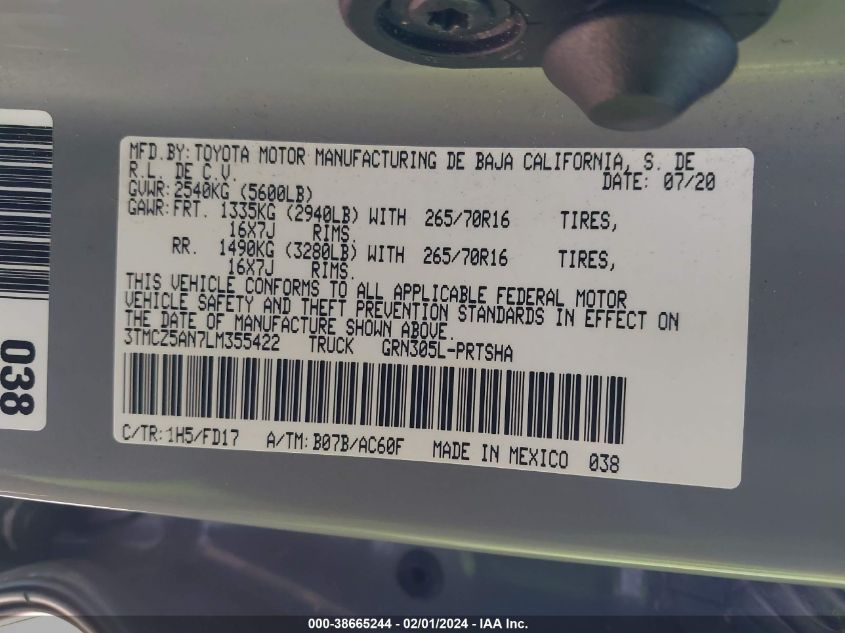 MFD.BY:TOYOTA MOTOR MANUFACTURING DE BAJA CALIFORNIA, S. DE
R.L. DE C.V. DATE: 07/20
GVWR:2540KG (5600LB)
GAWR:FRT. 1335KG (2940LB) WITH 265/70R16 TIRES,
16X7J RIMS.
RR. 1490KG (3280LB) WITH 265/70R16 TIRES,
16X7J RIMS.
THIS VEHICLE CONFORMS TO ALL APPLICABLE FEDERAL MOTOR
VEHICLE SAFETY AND THEFT PREVENTION STANDARDS IN EFFECT ON
THE DATE OF MANUFACTURE SHOWN ABOVE.
3TMCZ5AN7LM355422 TRUCK GRN305L-PRTSHA
C/TR:1H5/FD17 A/TM:B07B/AC60F MADE IN MEXICO 038
038
000-38665244 - 02/01/2024 - IAA Inc.